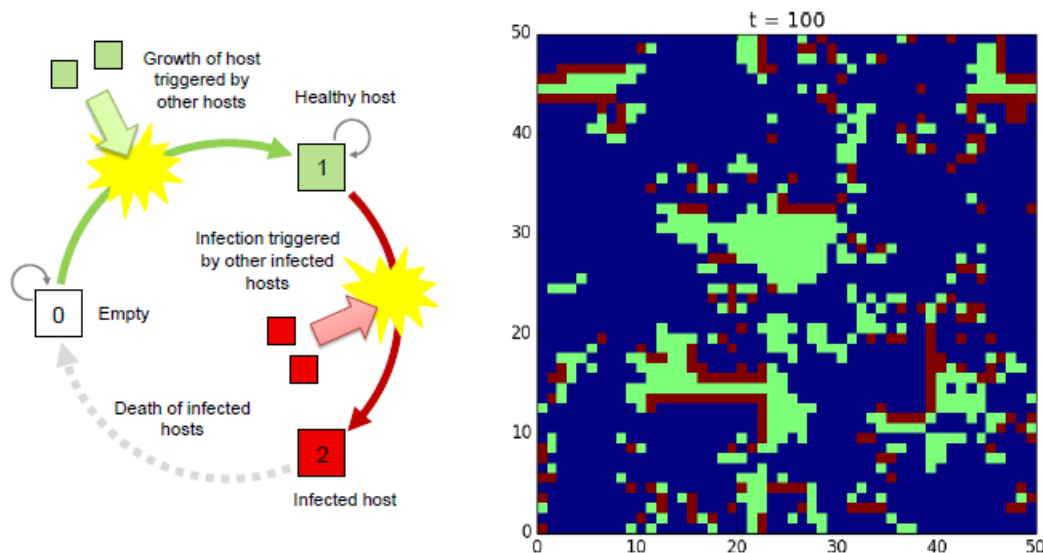 Growth of host
triggered by
other hosts
Healthy host
1
Infection triggered
by other infected
hosts
0
Empty
Death of infected
hosts
2
Infected host
t = 100
50
40
30
20
10
0
0
10
20
30
40
50